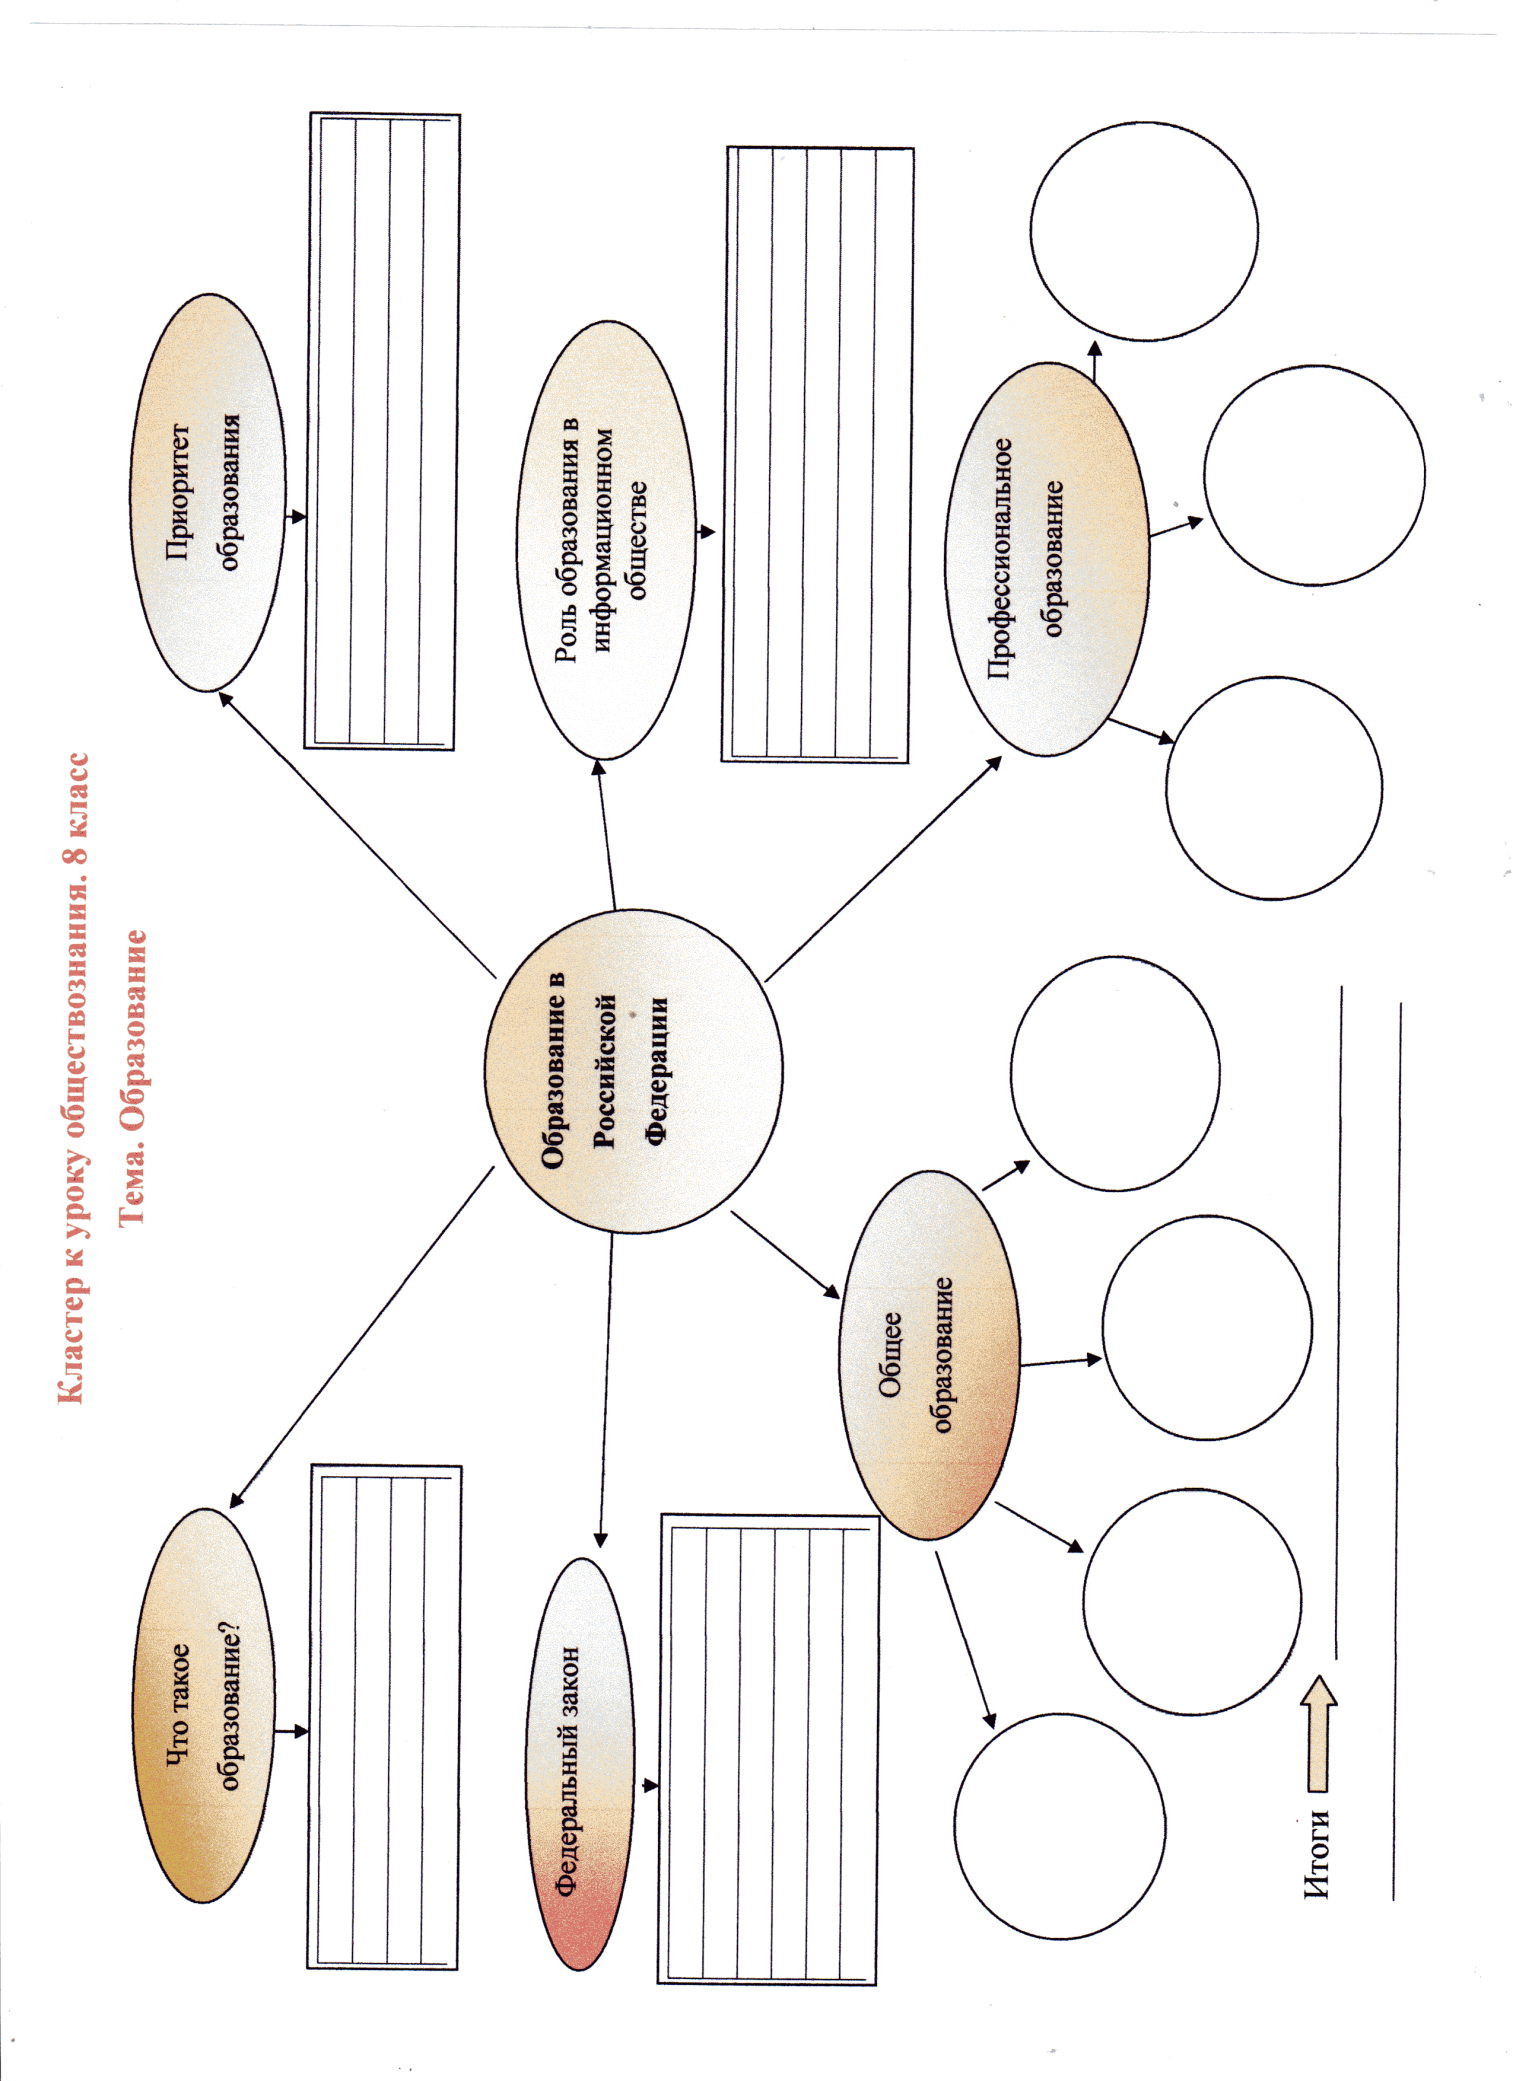 Кластер к уроку обществознания. 8 класс
Тема. Образование
Что такое
образование?
Приоритет
образования
Образование в
Российской
Федерации
Федеральный закон
Роль образования в
информационном
обществе
Общее
образование
Профессиональное
образование
Итоги